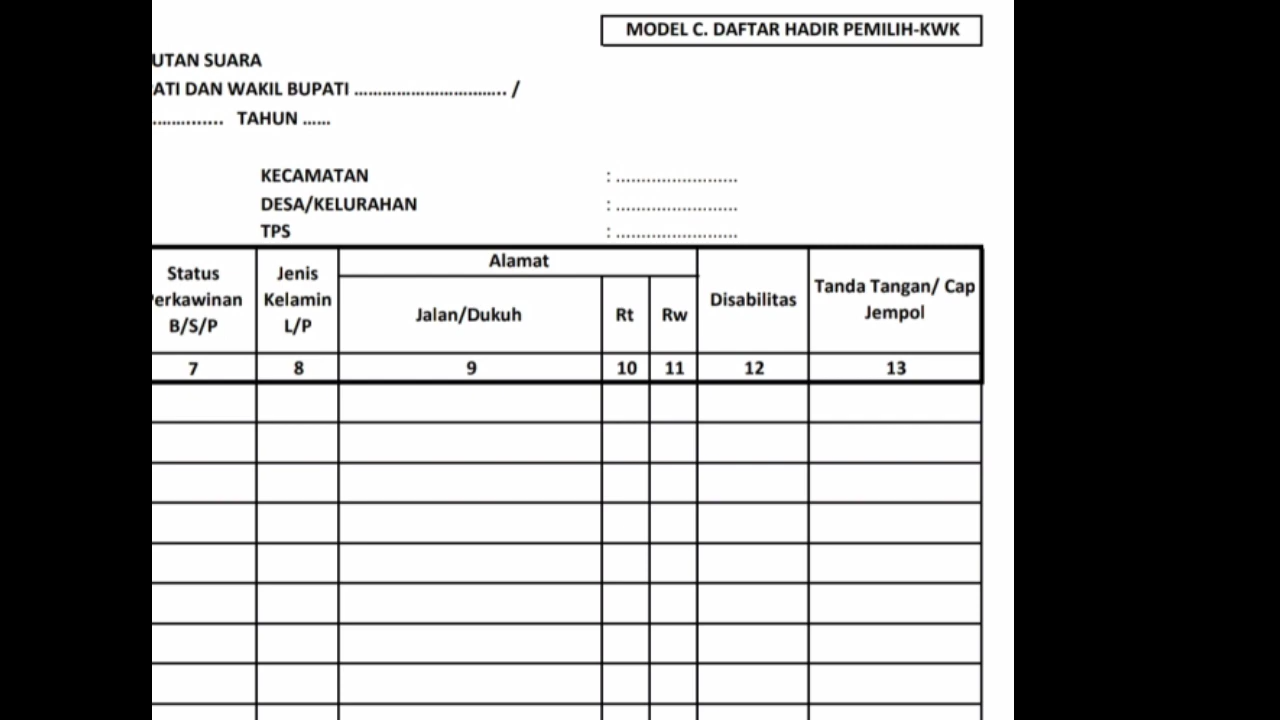 MODEL C. DAFTAR HADIR PEMILIH-KWK
UTAN SUARA
ATI DAN WAKIL BUPATI ................................. /
............... TAHUN ......
KECAMATAN : ........................
DESA/KELURAHAN : ........................
TPS : ........................
Alamat
Status
erkawinan
B/S/P
Jenis
Kelamin
L/P
Jalan/Dukuh
Rt
Rw
Disabilitas
Tanda Tangan/ Cap
Jempol
7 8 9 10 11 12 13